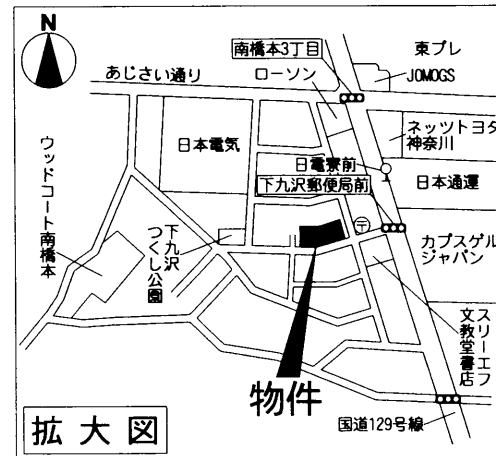 N
南橋本3丁目
東プレ
あじさい通り
ローソン
JOMOGS
ネッツトヨタ
神奈川
日本電気
日電寮前
下九沢郵便局前
日本通運
ウッドコート南橋本
下九沢
つくし公園
〒
カプスゲル
ジャパン
スリーエフ
文教堂書店
物件
国道129号線
拡大図